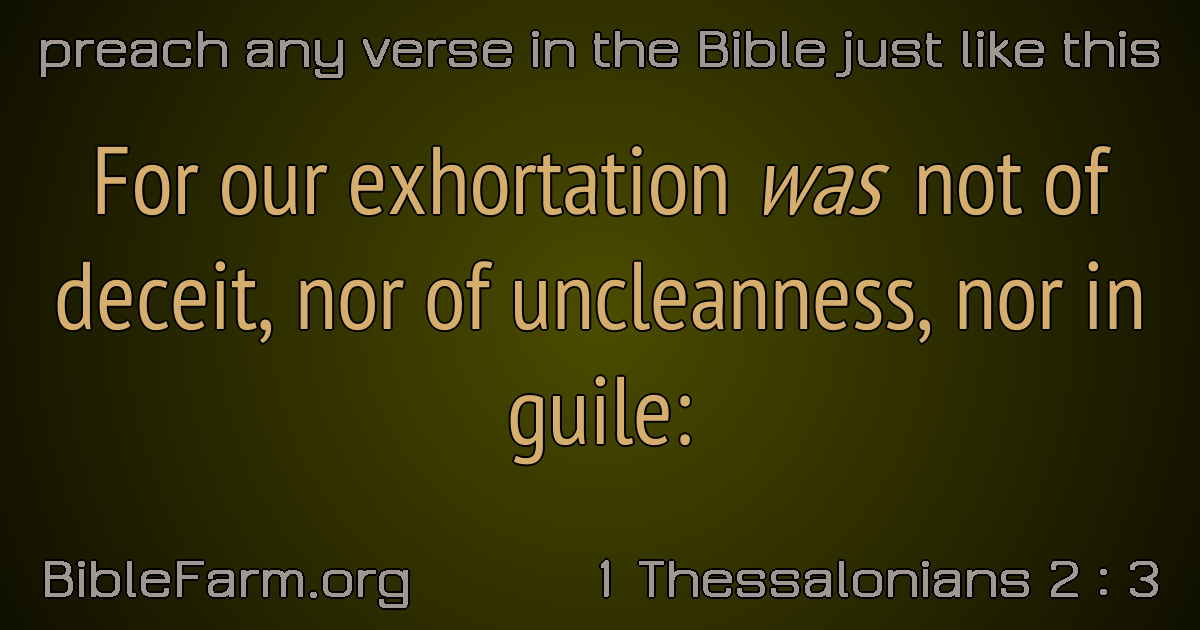 preach any verse in the Bible just like this
For our exhortation was not of
deceit, nor of uncleanness, nor in
guile:
BibleFarm.org
1 Thessalonians 2 : 3